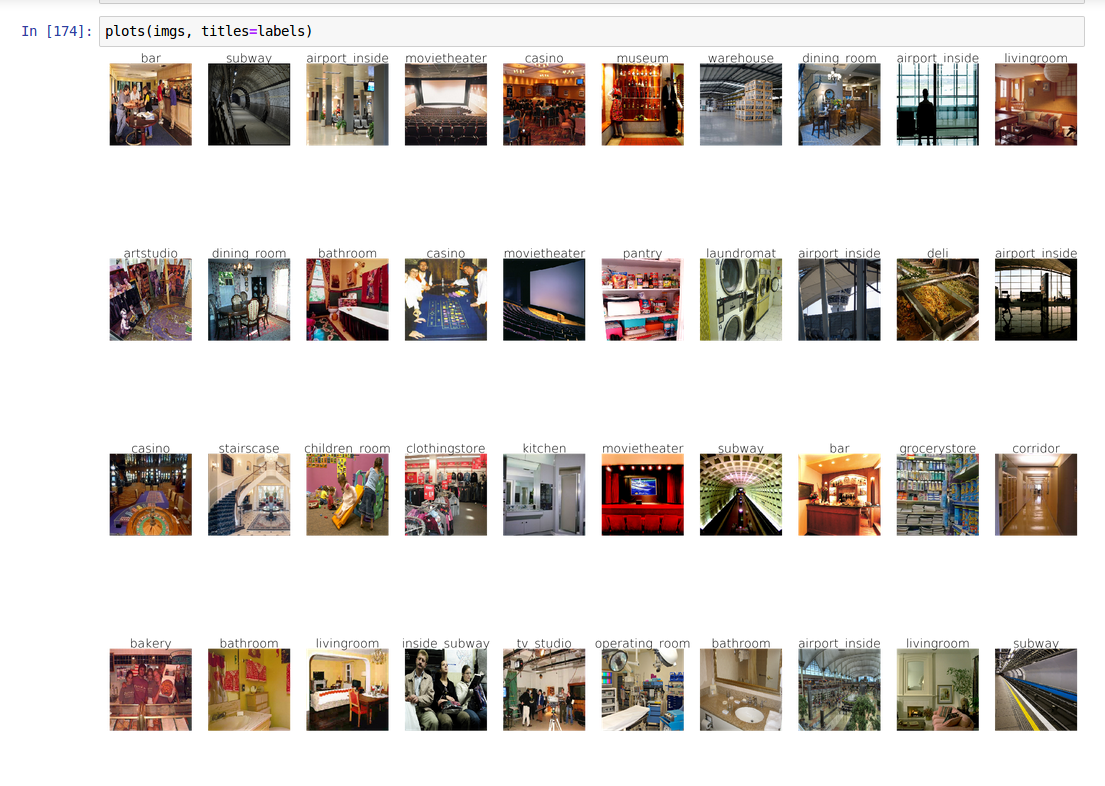 In [174]: plots(imgs, titles=labels)
bar subway airport_inside movietheater casino museum warehouse dining_room airport_inside livingroom
artstudio dining_room bathroom casino movietheater pantry laundromat airport_inside deli airport_inside
casino stairscase children_room clothingstore kitchen movietheater subway bar grocerystore corridor
bakery bathroom livingroom inside_subway tv_studio operating_room bathroom airport_inside livingroom subway